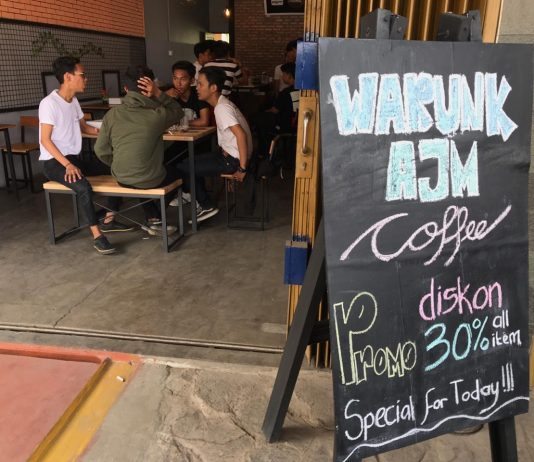 WARUNK
AJM
Coffee
Promo
diskon
30% all
item
Special for Today!!!